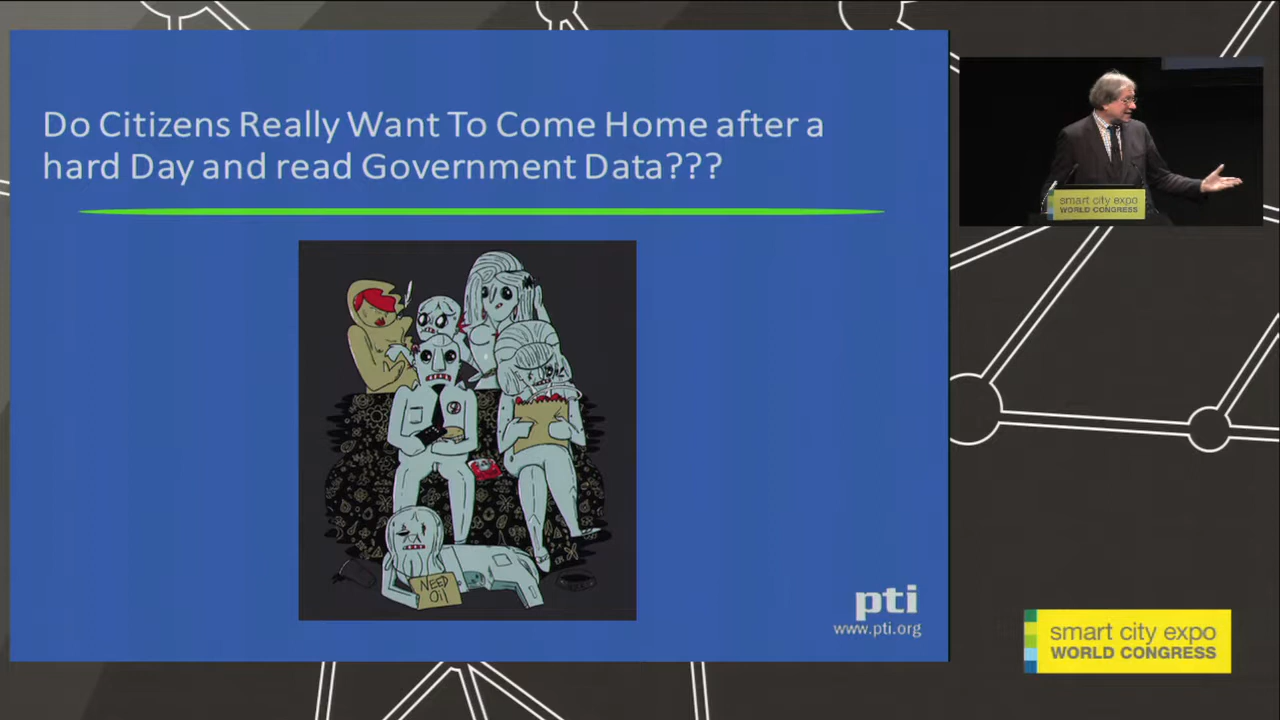 Do Citizens Really Want To Come Home after a
hard Day and read Government Data???
NEED
Oil
pti
www.pti.org
smart city expo
WORLD CONGRESS
smart city expo
WORLD CONGRESS